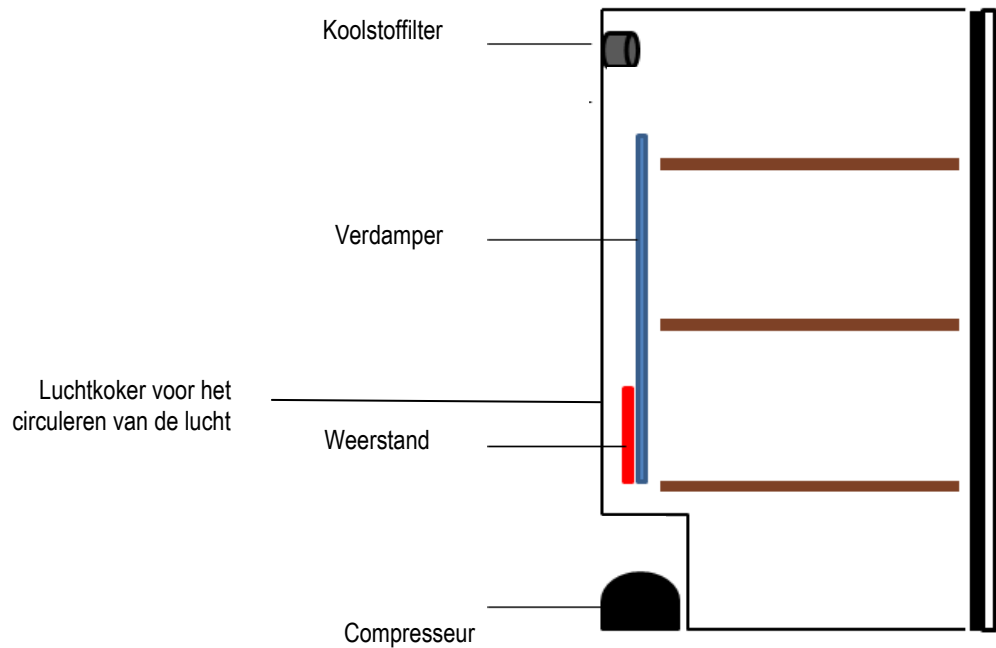 Koolstoffilter
Verdamper
Luchtkoker voor het
circuleren van de lucht
Weerstand
Compresseur